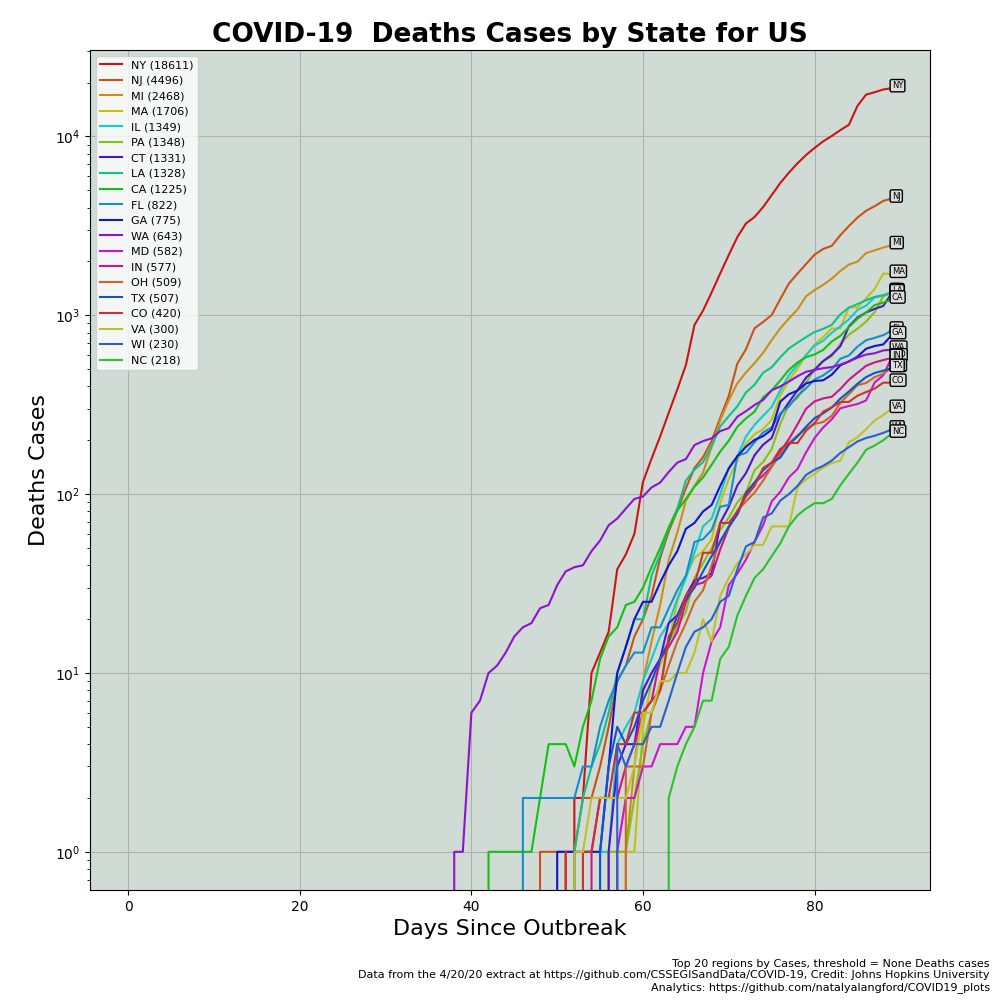 COVID-19  Deaths Cases by State for US
NY (18611)
NJ (4496)
MI (2468)
MA (1706)
IL (1349)
PA (1348)
CT (1331)
LA (1328)
CA (1225)
FL (822)
GA (775)
WA (643)
MD (582)
IN (577)
OH (509)
TX (507)
CO (420)
VA (300)
WI (230)
NC (218)
NY
NJ
MI
MA
CA
GA
IN
TX
CO
VA
NC
10⁴
10³
10²
10¹
10⁰
Deaths Cases
0 20 40 60 80
Days Since Outbreak
Top 20 regions by Cases, threshold = None Deaths cases
Data from the 4/20/20 extract at https://github.com/CSSEGISandData/COVID-19, Credit: Johns Hopkins University
Analytics: https://github.com/natalyalangford/COVID19_plots